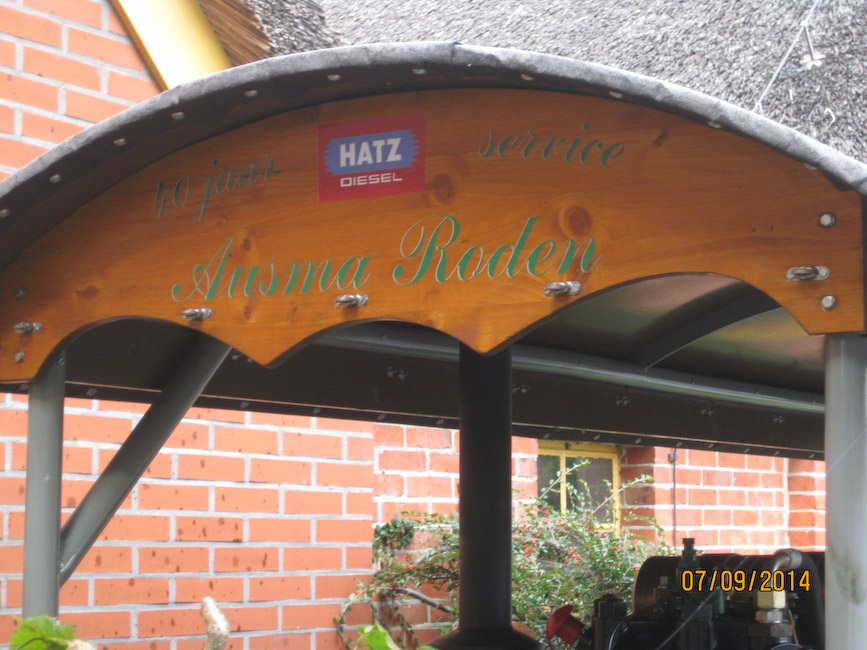 40 jaar HATZ DIESEL service
Ausma Roden
07/09/2014